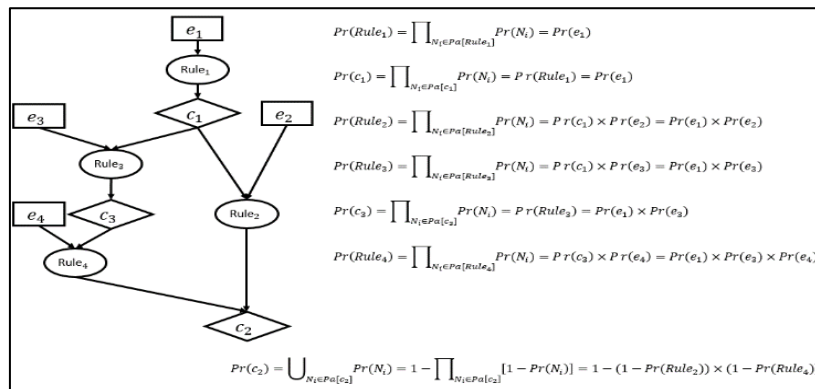 e₁
Rule₁
c₁
e₃
e₂
Rule₃
c₃
Rule₂
e₄
Rule₄
c₂
Pr(Rule₁) = ∏_{Nᵢ∈Pa[Rule₁]} Pr(Nᵢ) = Pr(e₁)
Pr(c₁) = ∏_{Nᵢ∈Pa[c₁]} Pr(Nᵢ) = Pr(Rule₁) = Pr(e₁)
Pr(Rule₂) = ∏_{Nᵢ∈Pa[Rule₂]} Pr(Nᵢ) = Pr(c₁) × Pr(e₂) = Pr(e₁) × Pr(e₂)
Pr(Rule₃) = ∏_{Nᵢ∈Pa[Rule₃]} Pr(Nᵢ) = Pr(c₁) × Pr(e₃) = Pr(e₁) × Pr(e₃)
Pr(c₃) = ∏_{Nᵢ∈Pa[c₃]} Pr(Nᵢ) = Pr(Rule₃) = Pr(e₁) × Pr(e₃)
Pr(Rule₄) = ∏_{Nᵢ∈Pa[Rule₄]} Pr(Nᵢ) = Pr(c₃) × Pr(e₄) = Pr(e₁) × Pr(e₃) × Pr(e₄)
Pr(c₂) = ⋃_{Nᵢ∈Pa[c₂]} Pr(Nᵢ) = 1 − ∏_{Nᵢ∈Pa[c₂]} [1 − Pr(Nᵢ)] = 1 − (1 − Pr(Rule₂)) × (1 − Pr(Rule₄)